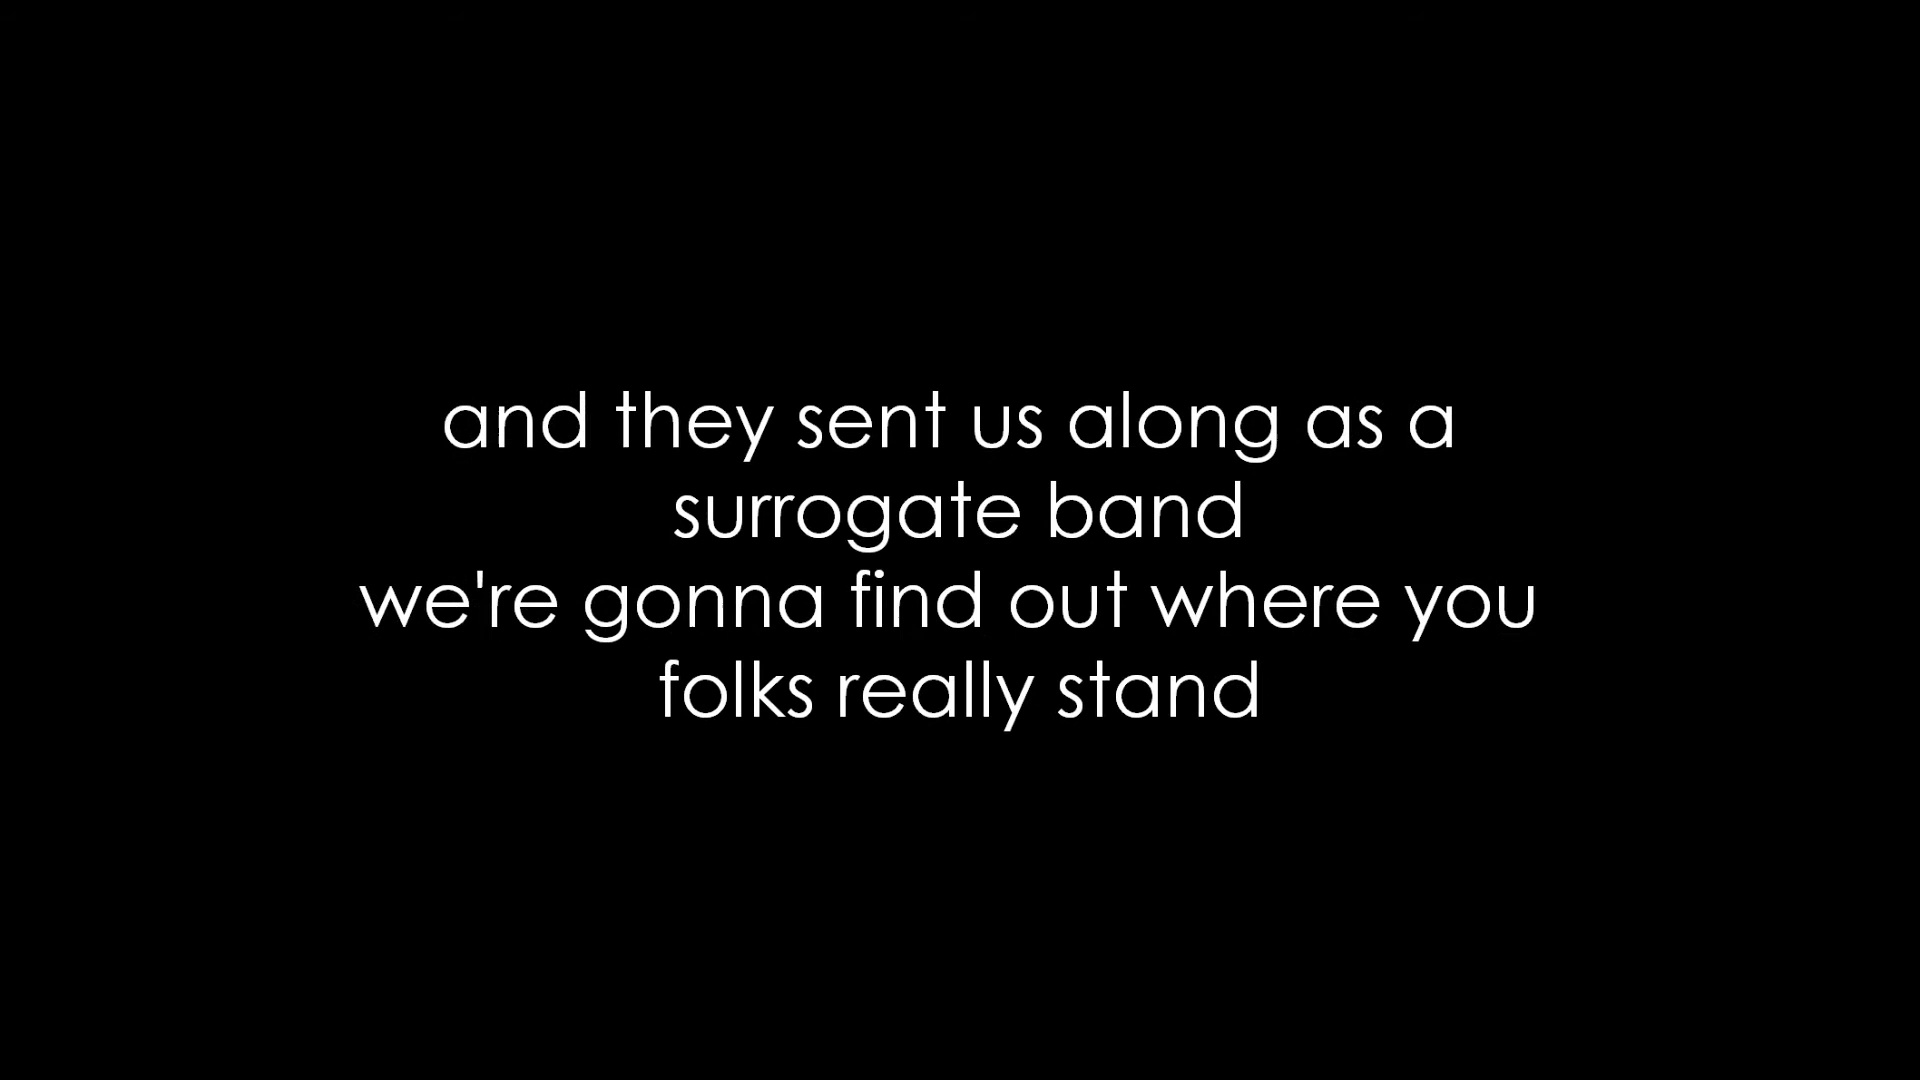 and they sent us along as a
surrogate band
we're gonna find out where you
folks really stand